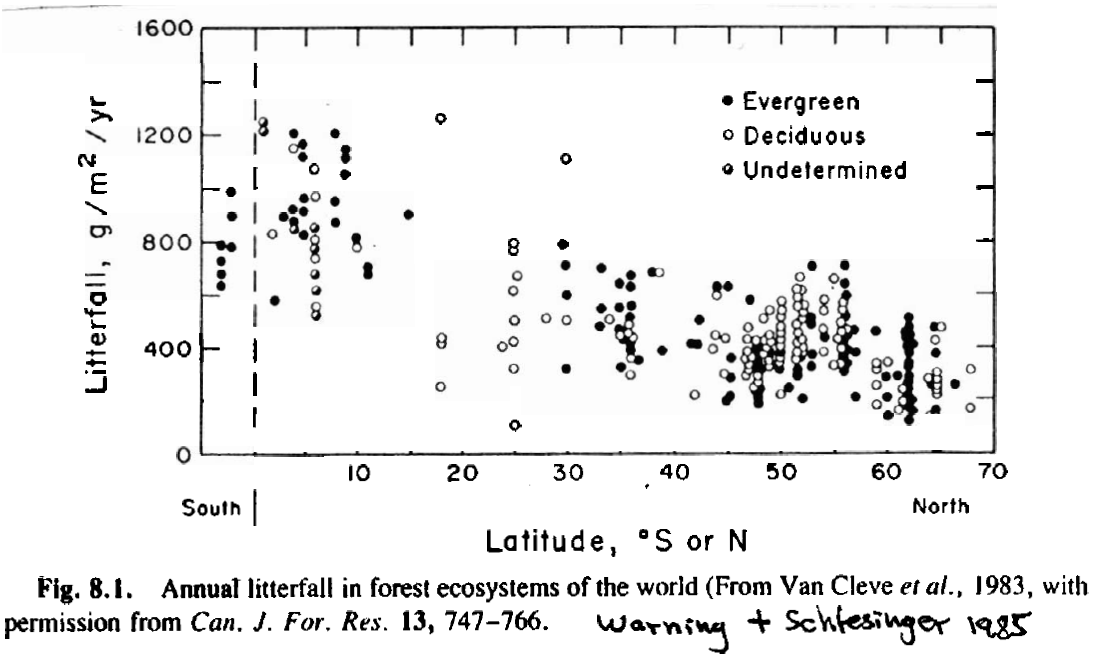 1600
1200
800
400
0
Litterfall, g/m²/yr
Evergreen
Deciduous
Undetermined
10 20 30 40 50 60 70
South North
Latitude, °S or N
Fig. 8.1. Annual litterfall in forest ecosystems of the world (From Van Cleve et al., 1983, with
permission from Can. J. For. Res. 13, 747–766. Warning + Schlesinger 1985